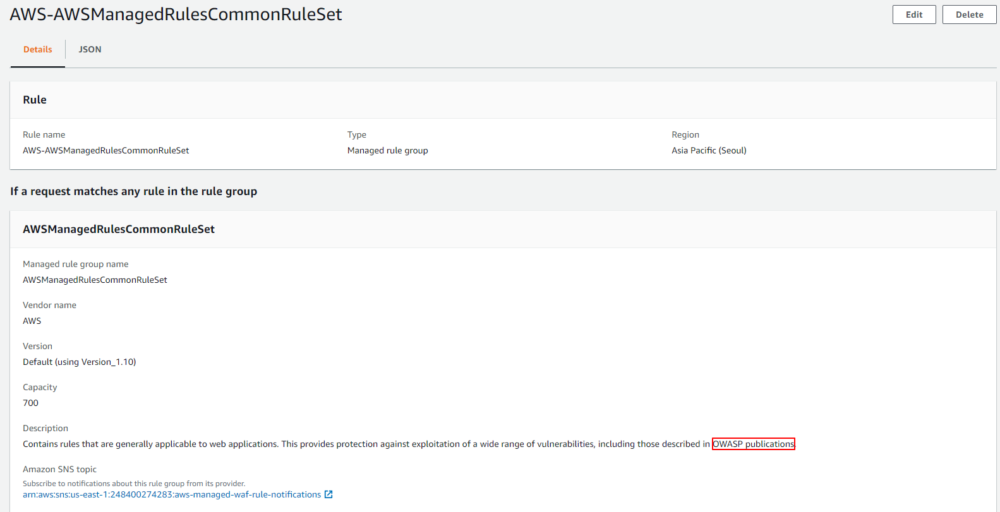 AWS-AWSManagedRulesCommonRuleSet
Edit
Delete
Details
JSON
Rule
Rule name
Type
Region
AWS-AWSManagedRulesCommonRuleSet
Managed rule group
Asia Pacific (Seoul)
If a request matches any rule in the rule group
AWSManagedRulesCommonRuleSet
Managed rule group name
AWSManagedRulesCommonRuleSet
Vendor name
AWS
Version
Default (using Version_1.10)
Capacity
700
Description
Contains rules that are generally applicable to web applications. This provides protection against exploitation of a wide range of vulnerabilities, including those described in OWASP publications.
Amazon SNS topic
Subscribe to notifications about this rule group from its provider.
arn:aws:sns:us-east-1:248400274283:aws-managed-waf-rule-notifications